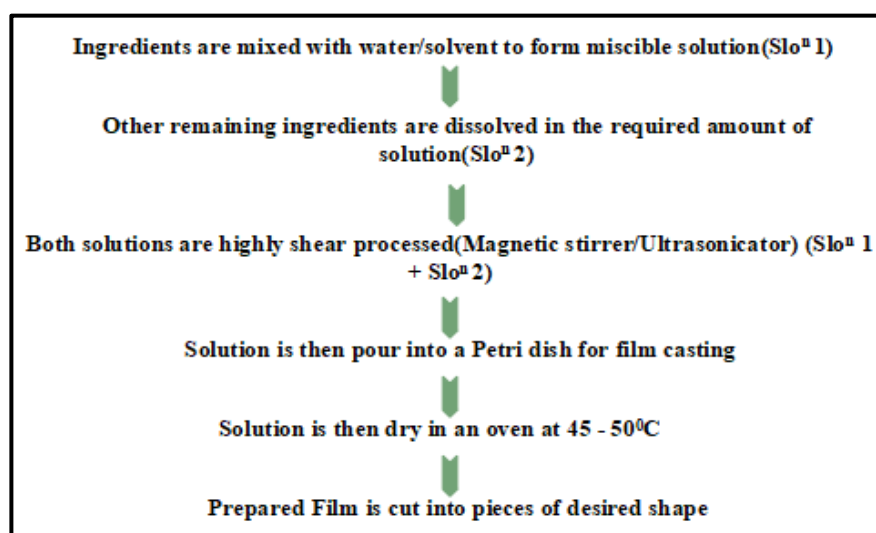 Ingredients are mixed with water/solvent to form miscible solution(Sloⁿ 1)
Other remaining ingredients are dissolved in the required amount of
solution(Sloⁿ 2)
Both solutions are highly shear processed(Magnetic stirrer/Ultrasonicator) (Sloⁿ 1
+ Sloⁿ 2)
Solution is then pour into a Petri dish for film casting
Solution is then dry in an oven at 45 - 50⁰C
Prepared Film is cut into pieces of desired shape